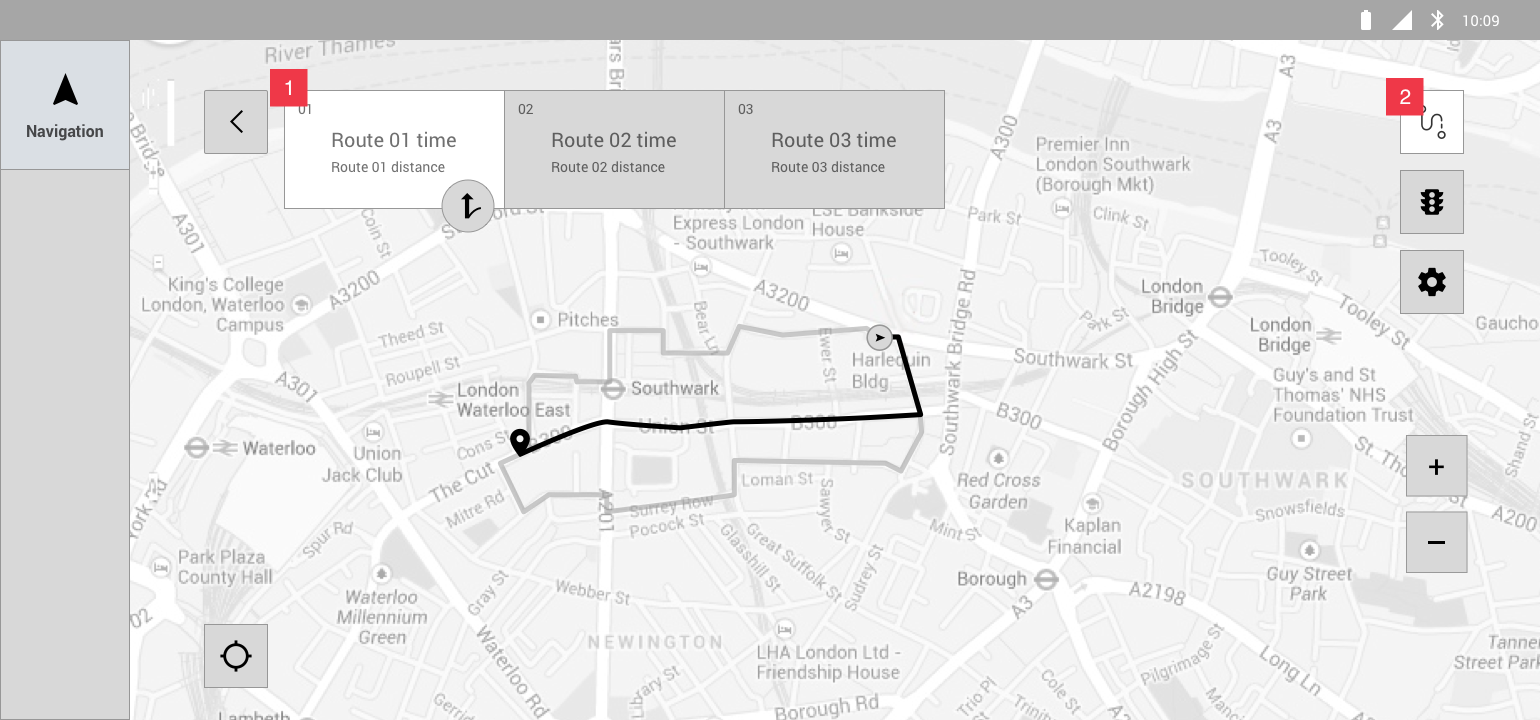 10:09
Navigation
1
01
Route 01 time
Route 01 distance
02
Route 02 time
Route 02 distance
03
Route 03 time
Route 03 distance
2
River Thames
A301
Coin St
A3200
King's College
London, Waterloo
Campus
Theed St
Roupell St
A301
Pitches
London
Waterloo East
Southwark
Waterloo
Union
Jack Club
Cons St
B300
The Cut
Mitre Rd
York Rd
Spur Rd
Park Plaza
County Hall
Waterloo
Millennium
Green
Gray St
Waterloo Rd
Lambeth
Express London
- Southwark
LSE Bankside
House
A3200
Bear Ln
Ewer St
Harlequin
Bldg
Union St
B300
Loman St
A201
Surrey Row
Pocock St
Sawyer St
Glasshill St
Great Suffolk St
Sudrey St
Webber St
NEWINGTON
LHA London Ltd -
Friendship House
Borough Rd
Trio Pl
A300
Premier Inn
London Southwark
(Borough Mkt)
Park St
Clink St
A3
A3
Southwark Bridge Rd
Park St
Southwark St
B300
Borough High St
London
Bridge
London
Bridge
Tooley St
Tooley St
Gaucho
Guy's and St
Thomas' NHS
Foundation Trust
St. Tho
Shand St
SOUTHWARK
Snowsfields
A200
Red Cross
Garden
Mint St
Kaplan
Financial
Borough
A3
A2198
Guy Street
Park
Pilgrimage St
Long Ln
Cole St
Tanner
Street Park
+
−